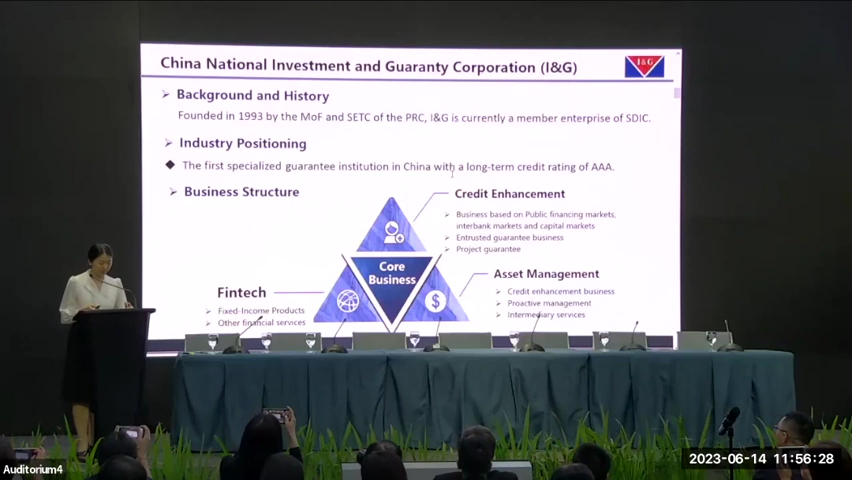 China National Investment and Guaranty Corporation (I&G)
I&G
Background and History
Founded in 1993 by the MoF and SETC of the PRC, I&G is currently a member enterprise of SDIC.
Industry Positioning
The first specialized guarantee institution in China with a long-term credit rating of AAA.
Business Structure
Credit Enhancement
Business based on Public financing markets,
interbank markets and capital markets
Entrusted guarantee business
Project guarantee
Core
Business
Asset Management
Credit enhancement business
Proactive management
Intermediary services
$
Fintech
Fixed-Income Products
Other financial services
2023-06-14 11:56:28
Auditorium4